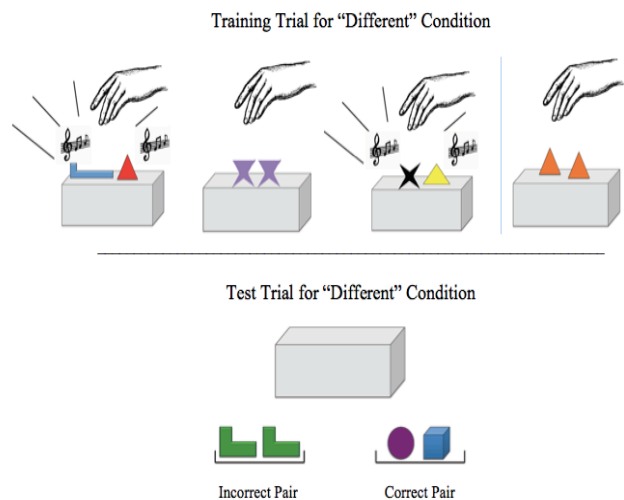 Training Trial for “Different” Condition
Test Trial for “Different” Condition
Incorrect Pair
Correct Pair